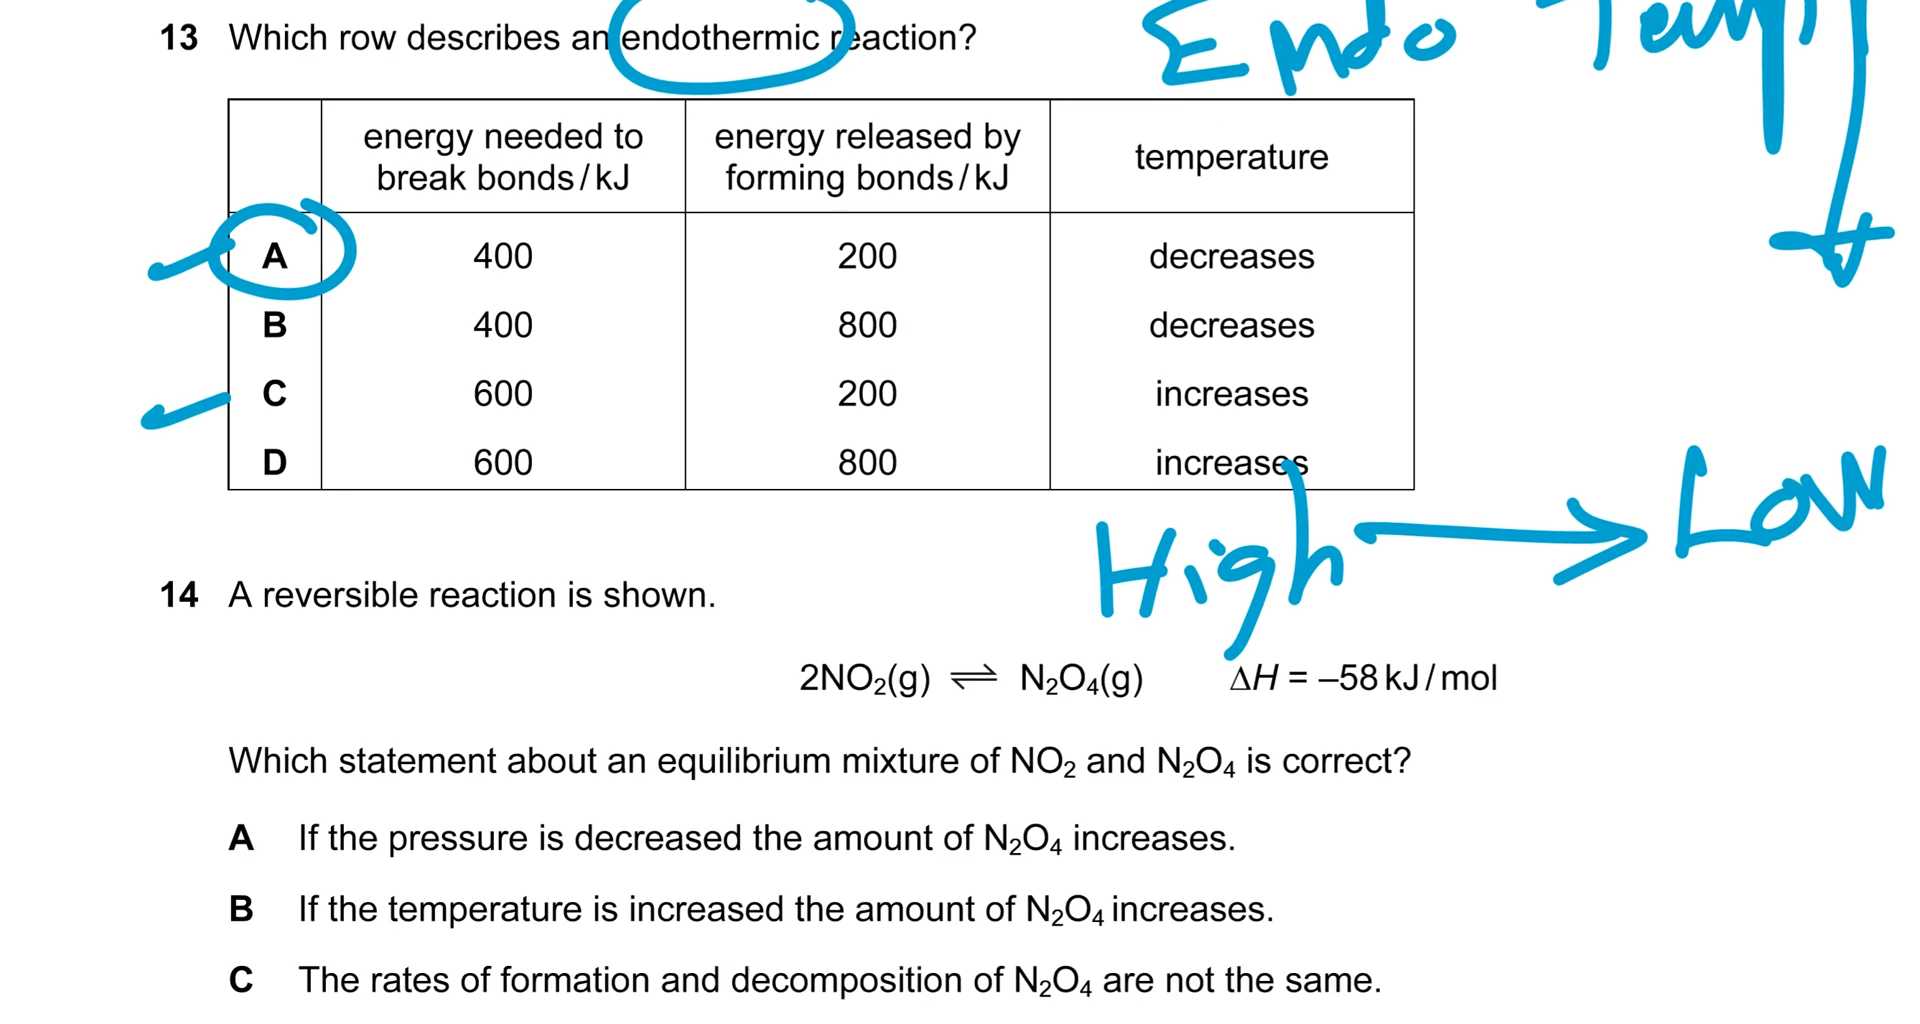 13 Which row describes an endothermic reaction?
Endo Temp
energy needed to break bonds / kJ energy released by forming bonds / kJ temperature
A 400 200 decreases
B 400 800 decreases
C 600 200 increases
D 600 800 increases
High → Low
14 A reversible reaction is shown.
2NO₂(g) ⇌ N₂O₄(g) ΔH = –58 kJ / mol
Which statement about an equilibrium mixture of NO₂ and N₂O₄ is correct?
A If the pressure is decreased the amount of N₂O₄ increases.
B If the temperature is increased the amount of N₂O₄ increases.
C The rates of formation and decomposition of N₂O₄ are not the same.